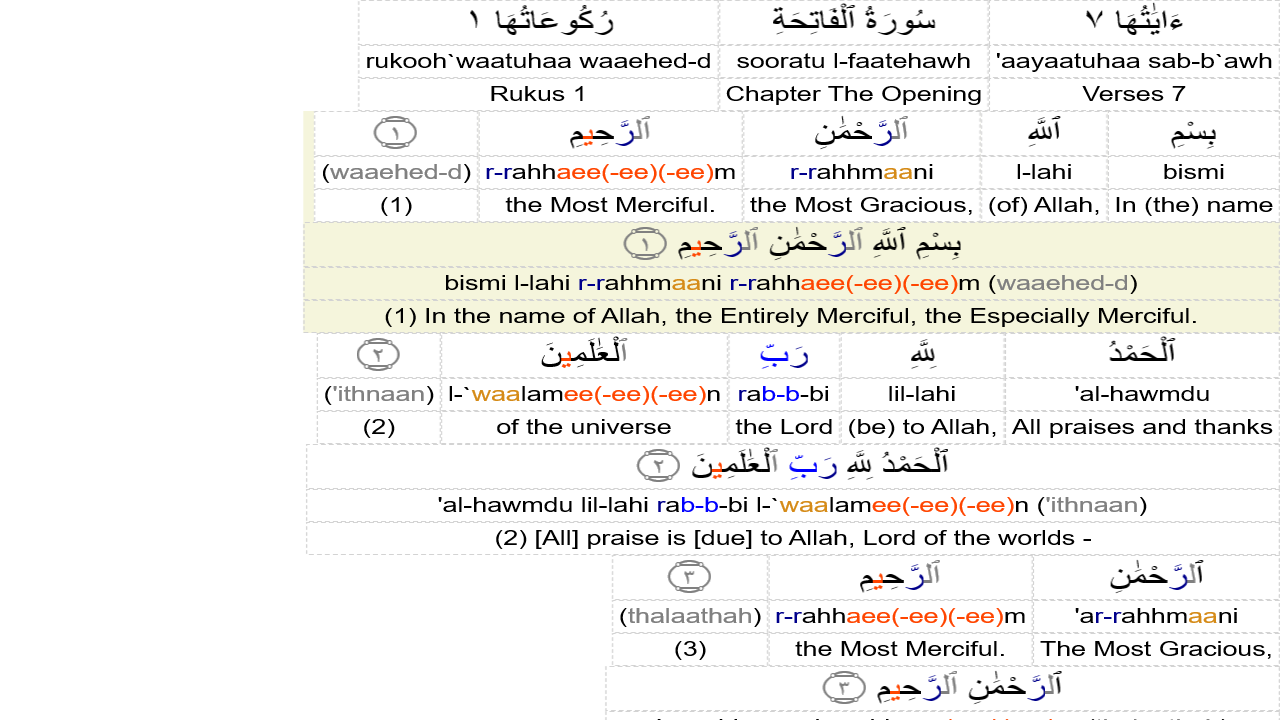 ءَايَٰتُهَا ٧ سُورَةُ ٱلْفَاتِحَةِ رُكُوعَاتُهَا ١
'aayaatuhaa sab-b`awh sooratu l-faatehawh rukooh`waatuhaa waaehed-d
Verses 7 Chapter The Opening Rukus 1
بِسْمِ ٱللَّهِ ٱلرَّحْمَٰنِ ٱلرَّحِيمِ ١
bismi l-lahi r-rahhmaani r-rahhaee(-ee)(-ee)m (waaehed-d)
In (the) name (of) Allah, the Most Gracious, the Most Merciful. (1)
بِسْمِ ٱللَّهِ ٱلرَّحْمَٰنِ ٱلرَّحِيمِ ١
bismi l-lahi r-rahhmaani r-rahhaee(-ee)(-ee)m (waaehed-d)
(1) In the name of Allah, the Entirely Merciful, the Especially Merciful.
ٱلْحَمْدُ لِلَّهِ رَبِّ ٱلْعَٰلَمِينَ ٢
'al-hawmdu lil-lahi rab-b-bi l-`waalamee(-ee)(-ee)n ('ithnaan)
All praises and thanks (be) to Allah, the Lord of the universe (2)
ٱلْحَمْدُ لِلَّهِ رَبِّ ٱلْعَٰلَمِينَ ٢
'al-hawmdu lil-lahi rab-b-bi l-`waalamee(-ee)(-ee)n ('ithnaan)
(2) [All] praise is [due] to Allah, Lord of the worlds -
ٱلرَّحْمَٰنِ ٱلرَّحِيمِ ٣
'ar-rahhmaani r-rahhaee(-ee)(-ee)m (thalaathah)
The Most Gracious, the Most Merciful. (3)
ٱلرَّحْمَٰنِ ٱلرَّحِيمِ ٣